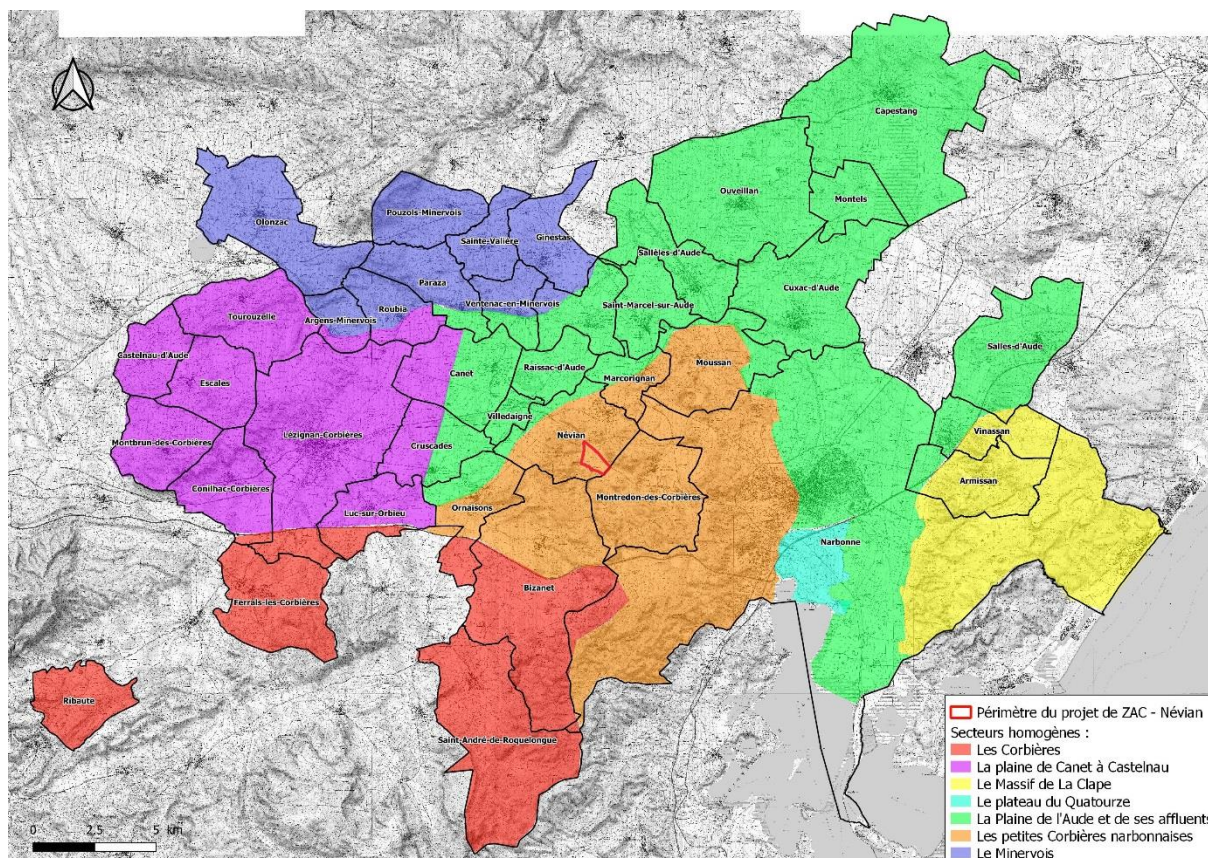 Capestang
Ouveillan
Montels
Olonzac
Pouzols-Minervois
Sainte-Valière
Ginestas
Sallèles-d'Aude
Paraza
Cuxac-d'Aude
Ventenac-en-Minervois
Saint-Marcel-sur-Aude
Roubia
Tourouzelle
Argens-Minervois
Salles-d'Aude
Castelnau-d'Aude
Moussan
Raissac-d'Aude
Canet
Marcorignan
Escales
Villedaigne
Vinassan
Névian
Lézignan-Corbières
Montbrun-des-Corbières
Cruscades
Armissan
Conilhac-Corbières
Montredon-des-Corbières
Ornaisons
Luc-sur-Orbieu
Narbonne
Bizanet
Ferrals-les-Corbières
Ribaute
Saint-André-de-Roquelongue
Périmètre du projet de ZAC - Névian
Secteurs homogènes :
Les Corbières
La plaine de Canet à Castelnau
Le Massif de La Clape
Le plateau du Quatourze
La Plaine de l'Aude et de ses affluents
Les petites Corbières narbonnaises
Le Minervois
0 2.5 5 km